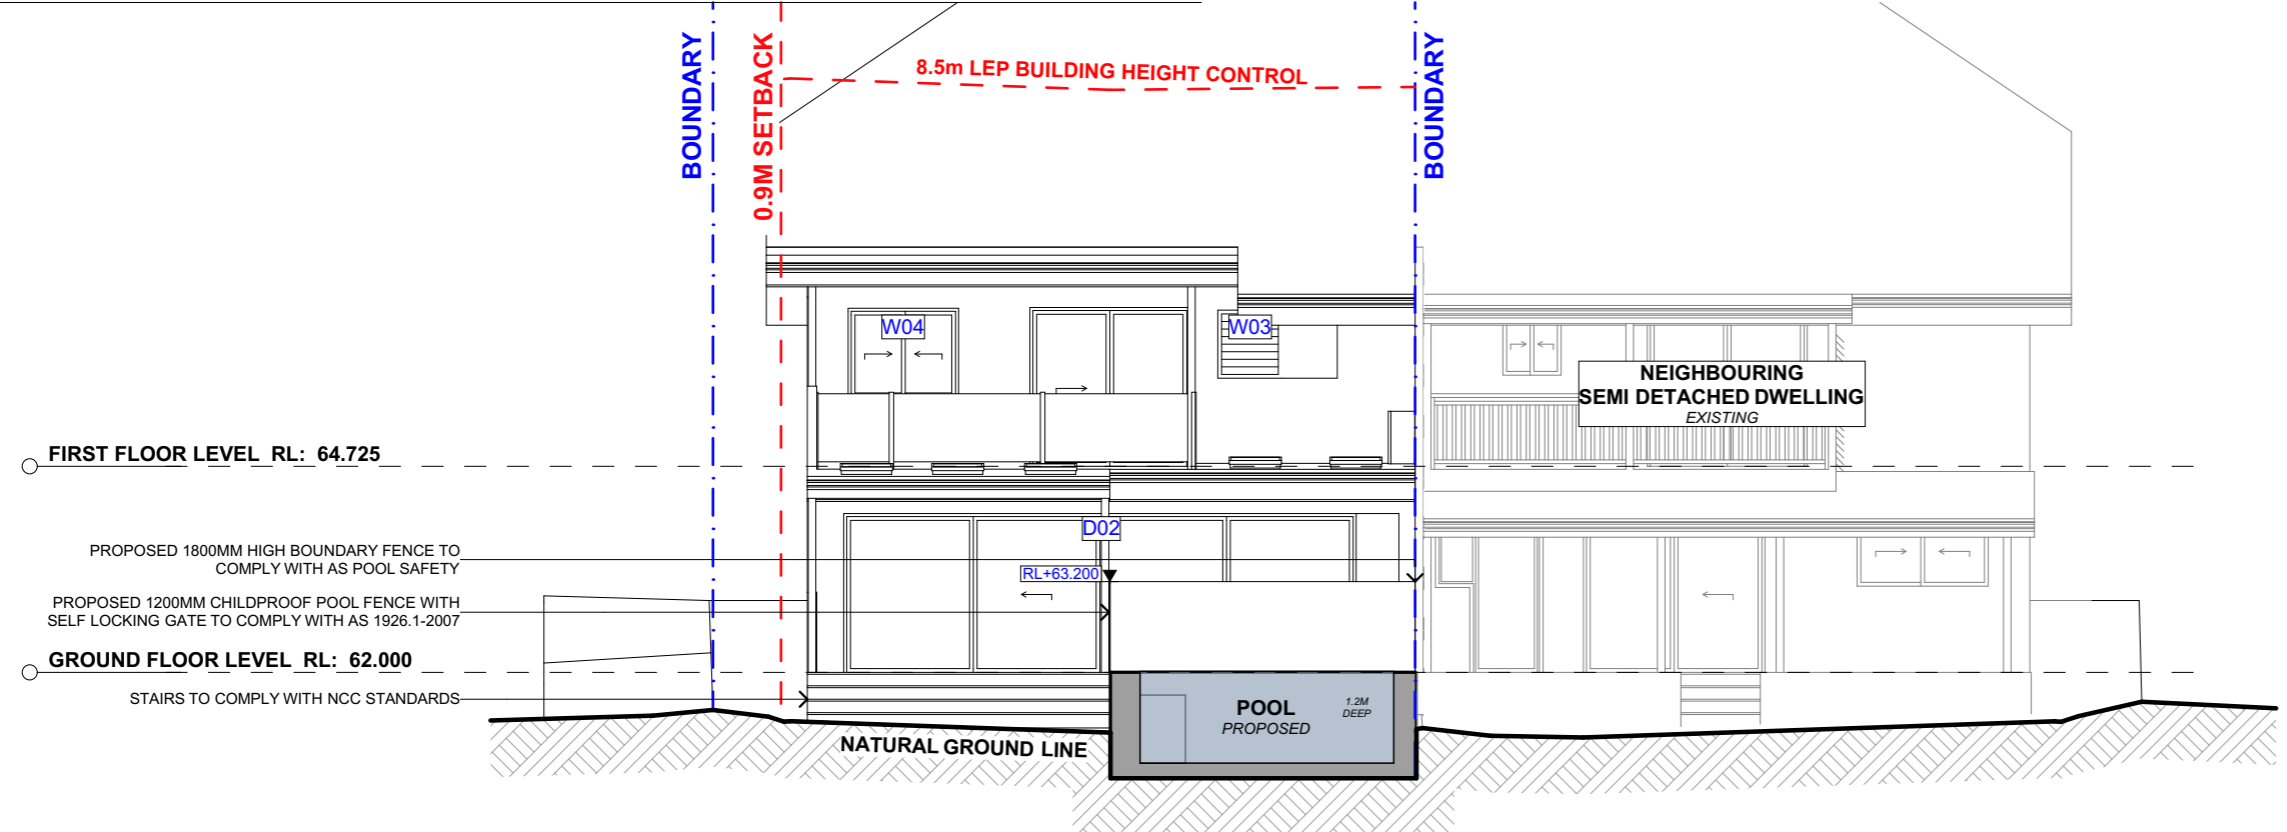 BOUNDARY
0.9M SETBACK
8.5m LEP BUILDING HEIGHT CONTROL
BOUNDARY
W04
W03
NEIGHBOURING
SEMI DETACHED DWELLING
EXISTING
FIRST FLOOR LEVEL RL: 64.725
D02
PROPOSED 1800MM HIGH BOUNDARY FENCE TO
COMPLY WITH AS POOL SAFETY
RL+63.200
PROPOSED 1200MM CHILDPROOF POOL FENCE WITH
SELF LOCKING GATE TO COMPLY WITH AS 1926.1-2007
GROUND FLOOR LEVEL RL: 62.000
STAIRS TO COMPLY WITH NCC STANDARDS
POOL
PROPOSED
1.2M
DEEP
NATURAL GROUND LINE